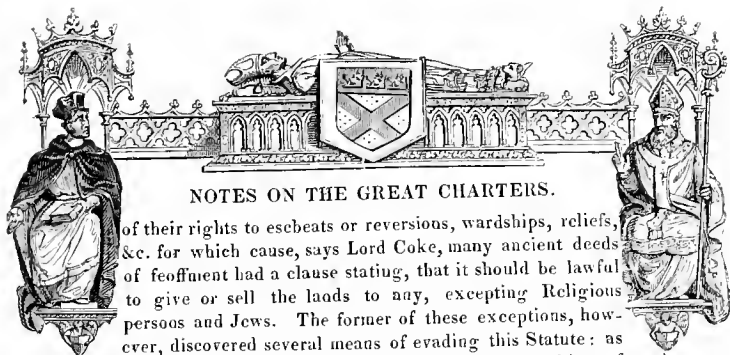 NOTES ON THE GREAT CHARTERS.
of their rights to escheats or reversions, wardships, reliefs,
&c. for which cause, says Lord Coke, many ancient deeds
of feoffment had a clause stating, that it should be lawful
to give or sell the lands to any, excepting Religious
persons and Jews. The former of these exceptions, how-
ever, discovered several means of evading this Statute: as